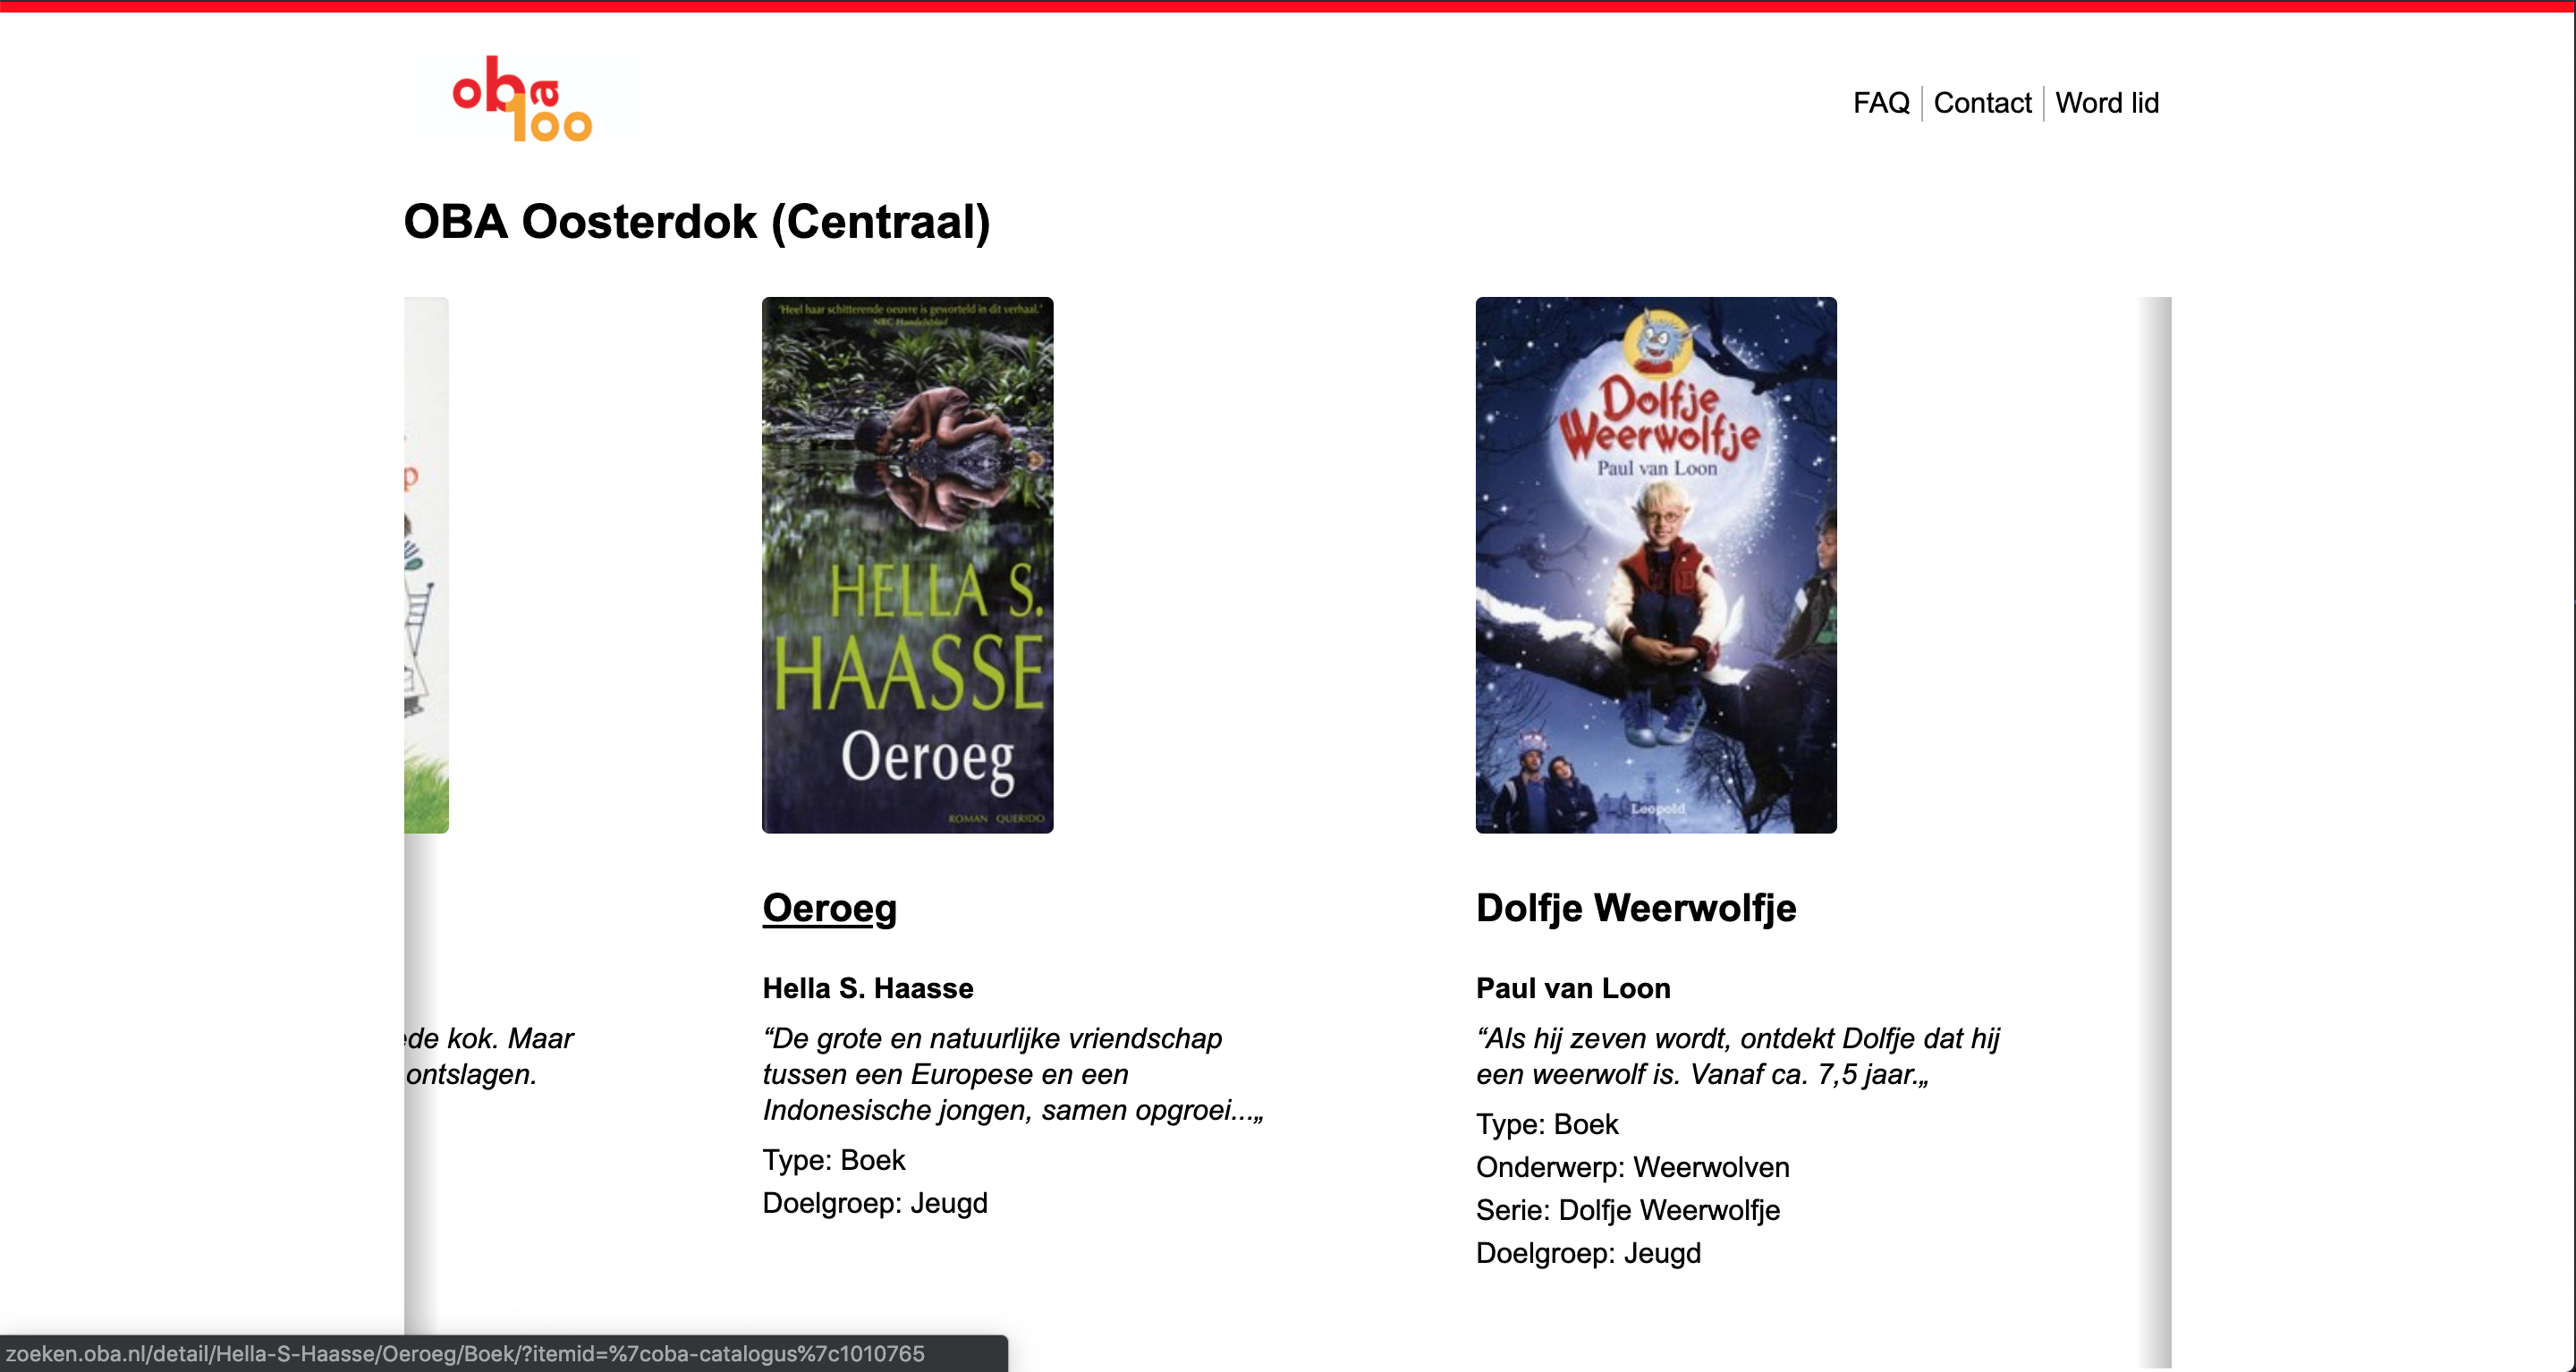 oba
100
FAQ
Contact
Word lid
OBA Oosterdok (Centraal)
p
'Heel haar schitterende oeuvre is geworteld in dit verhaal.'
NRC Handelsblad
HELLA S.
HAASSE
Oeroeg
ROMAN QUERIDO
Dolfje
Weerwolfje
Paul van Loon
Leopold
ede kok. Maar
ontslagen.
Oeroeg
Hella S. Haasse
“De grote en natuurlijke vriendschap
tussen een Europese en een
Indonesische jongen, samen opgroei...„
Type: Boek
Doelgroep: Jeugd
Dolfje Weerwolfje
Paul van Loon
“Als hij zeven wordt, ontdekt Dolfje dat hij
een weerwolf is. Vanaf ca. 7,5 jaar.„
Type: Boek
Onderwerp: Weerwolven
Serie: Dolfje Weerwolfje
Doelgroep: Jeugd
zoeken.oba.nl/detail/Hella-S-Haasse/Oeroeg/Boek/?itemid=%7coba-catalogus%7c1010765